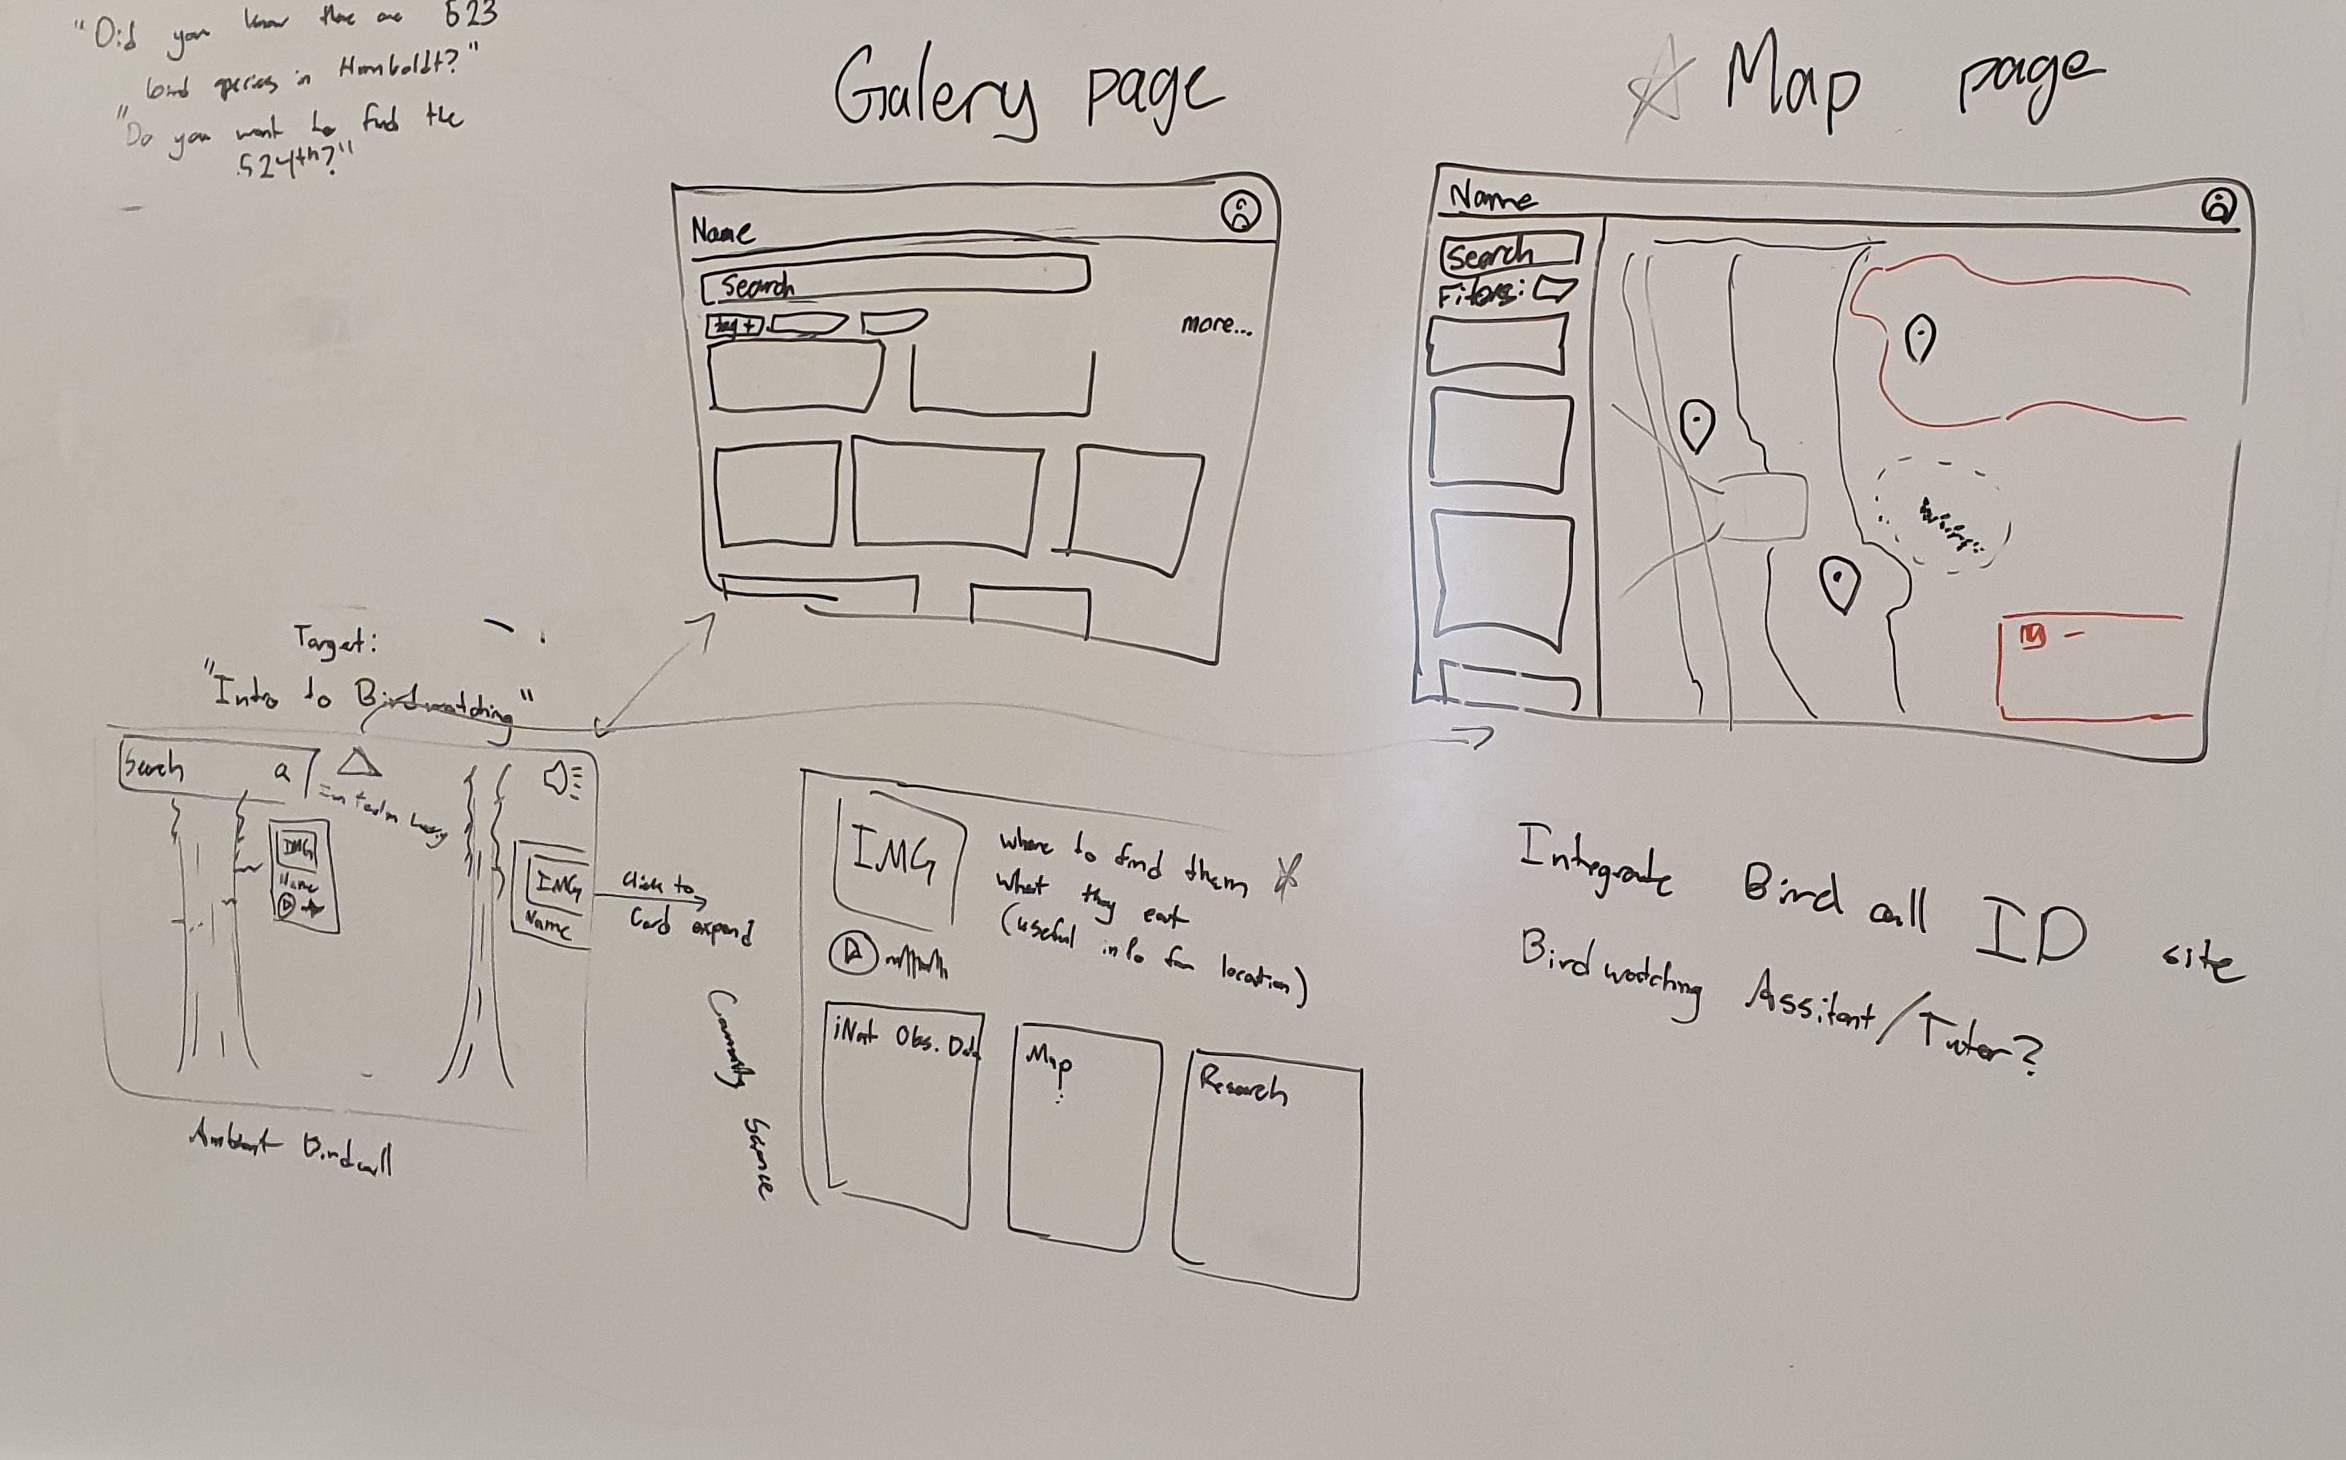 "Did you know there are 523
bird species in Humboldt?"
"Do you want to find the
524th?"
Galery page
Name
Search
tag +
more...
Map page
Name
Search
Filters:
Target:
"Intro to Birdwatching"
Search
IMG
Name
IMG
Name
Ambient Birdcall
Click to
Card expand
Community Science
IMG
where to find them
what they eat
(useful info for location)
iNat Obs. Data
Map
Research
Integrate Bird call ID site
Birdwatching Assitant/Tutor?